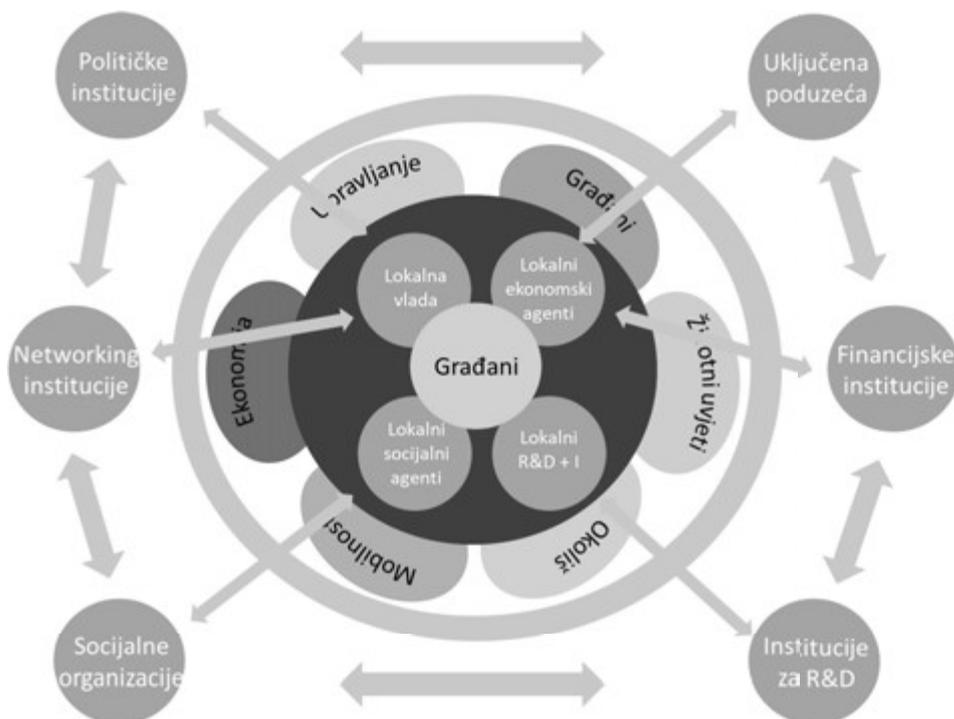 Političke
institucije
Uključena
poduzeća
Upravljanje
Građani
Lokalna
vlada
Lokalni
ekonomski
agenti
Networking
institucije
Ekonomija
Građani
Životni uvjeti
Financijske
institucije
Lokalni
socijalni
agenti
Lokalni
R&D + I
Mobilnost
Okoliš
Socijalne
organizacije
Institucije
za R&D